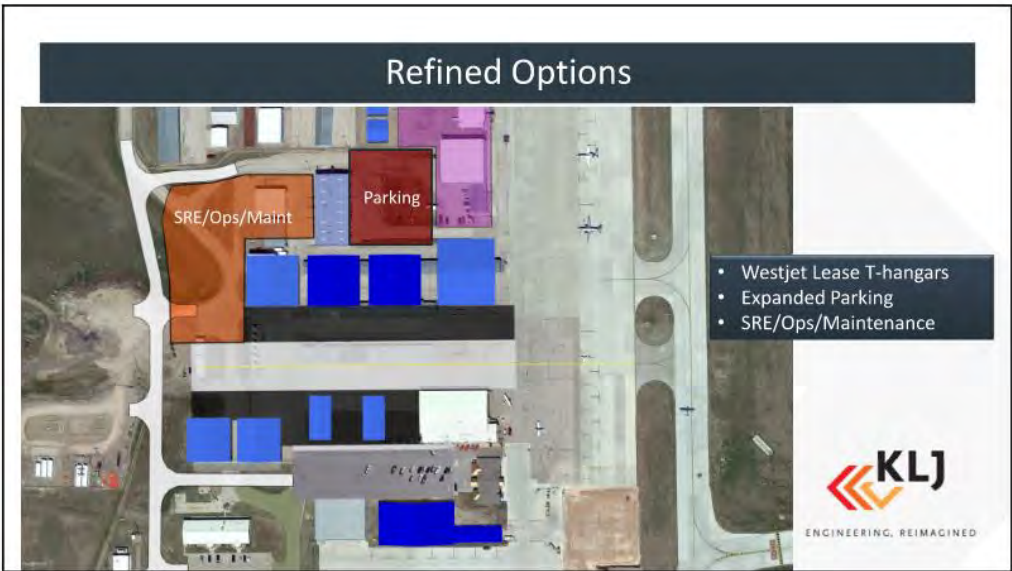 Refined Options
SRE/Ops/Maint
Parking
• Westjet Lease T-hangars
• Expanded Parking
• SRE/Ops/Maintenance
KLJ
ENGINEERING, REIMAGINED